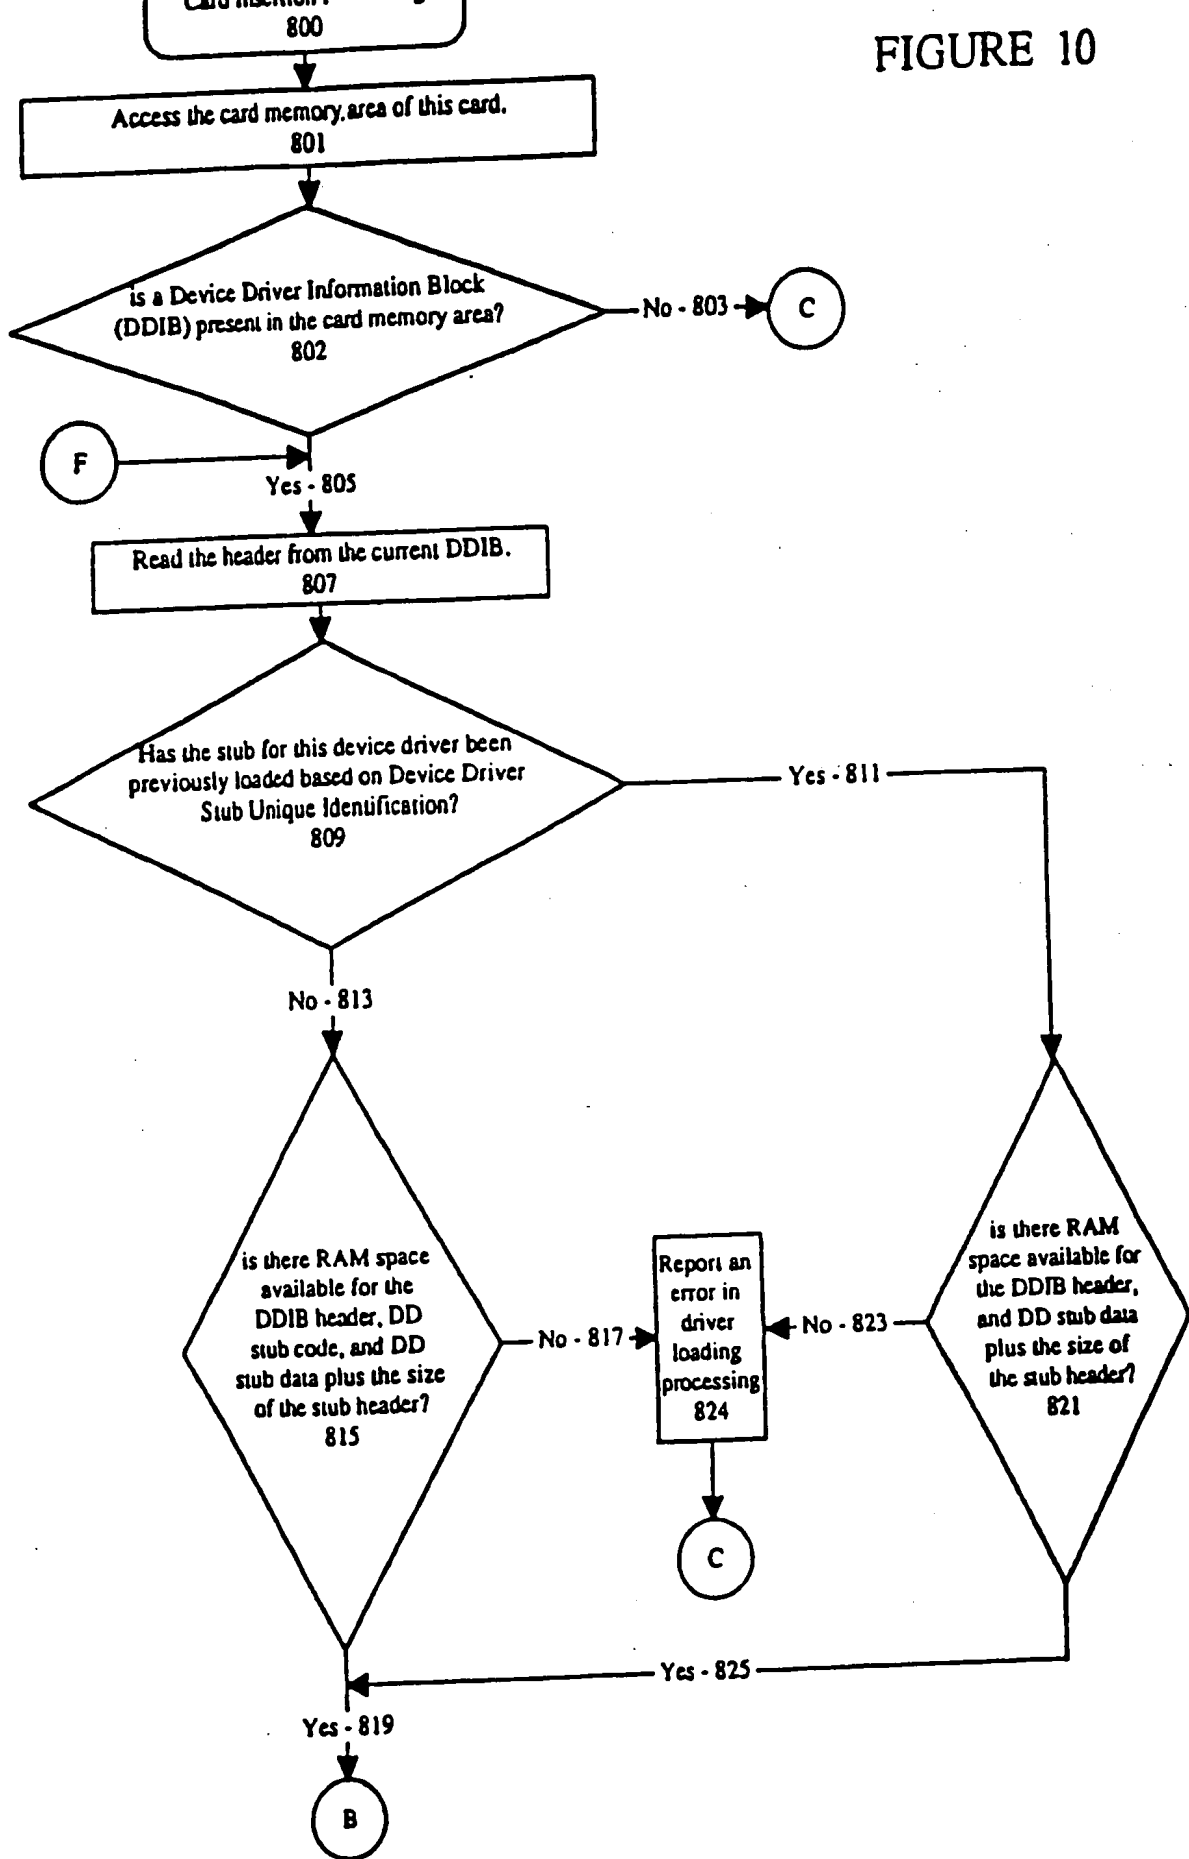 Card
800
FIGURE 10
Access the card memory area of this card.
801
is a Device Driver Information Block
(DDIB) present in the card memory area?
802
No - 803
C
F
Yes - 805
Read the header from the current DDIB.
807
Has the stub for this device driver been
previously loaded based on Device Driver
Stub Unique Identification?
809
Yes - 811
No - 813
is there RAM space
available for the
DDIB header, DD
stub code, and DD
stub data plus the size
of the stub header?
815
No - 817
Report an
error in
driver
loading
processing
824
No - 823
is there RAM
space available for
the DDIB header,
and DD stub data
plus the size of
the stub header?
821
C
Yes - 825
Yes - 819
B